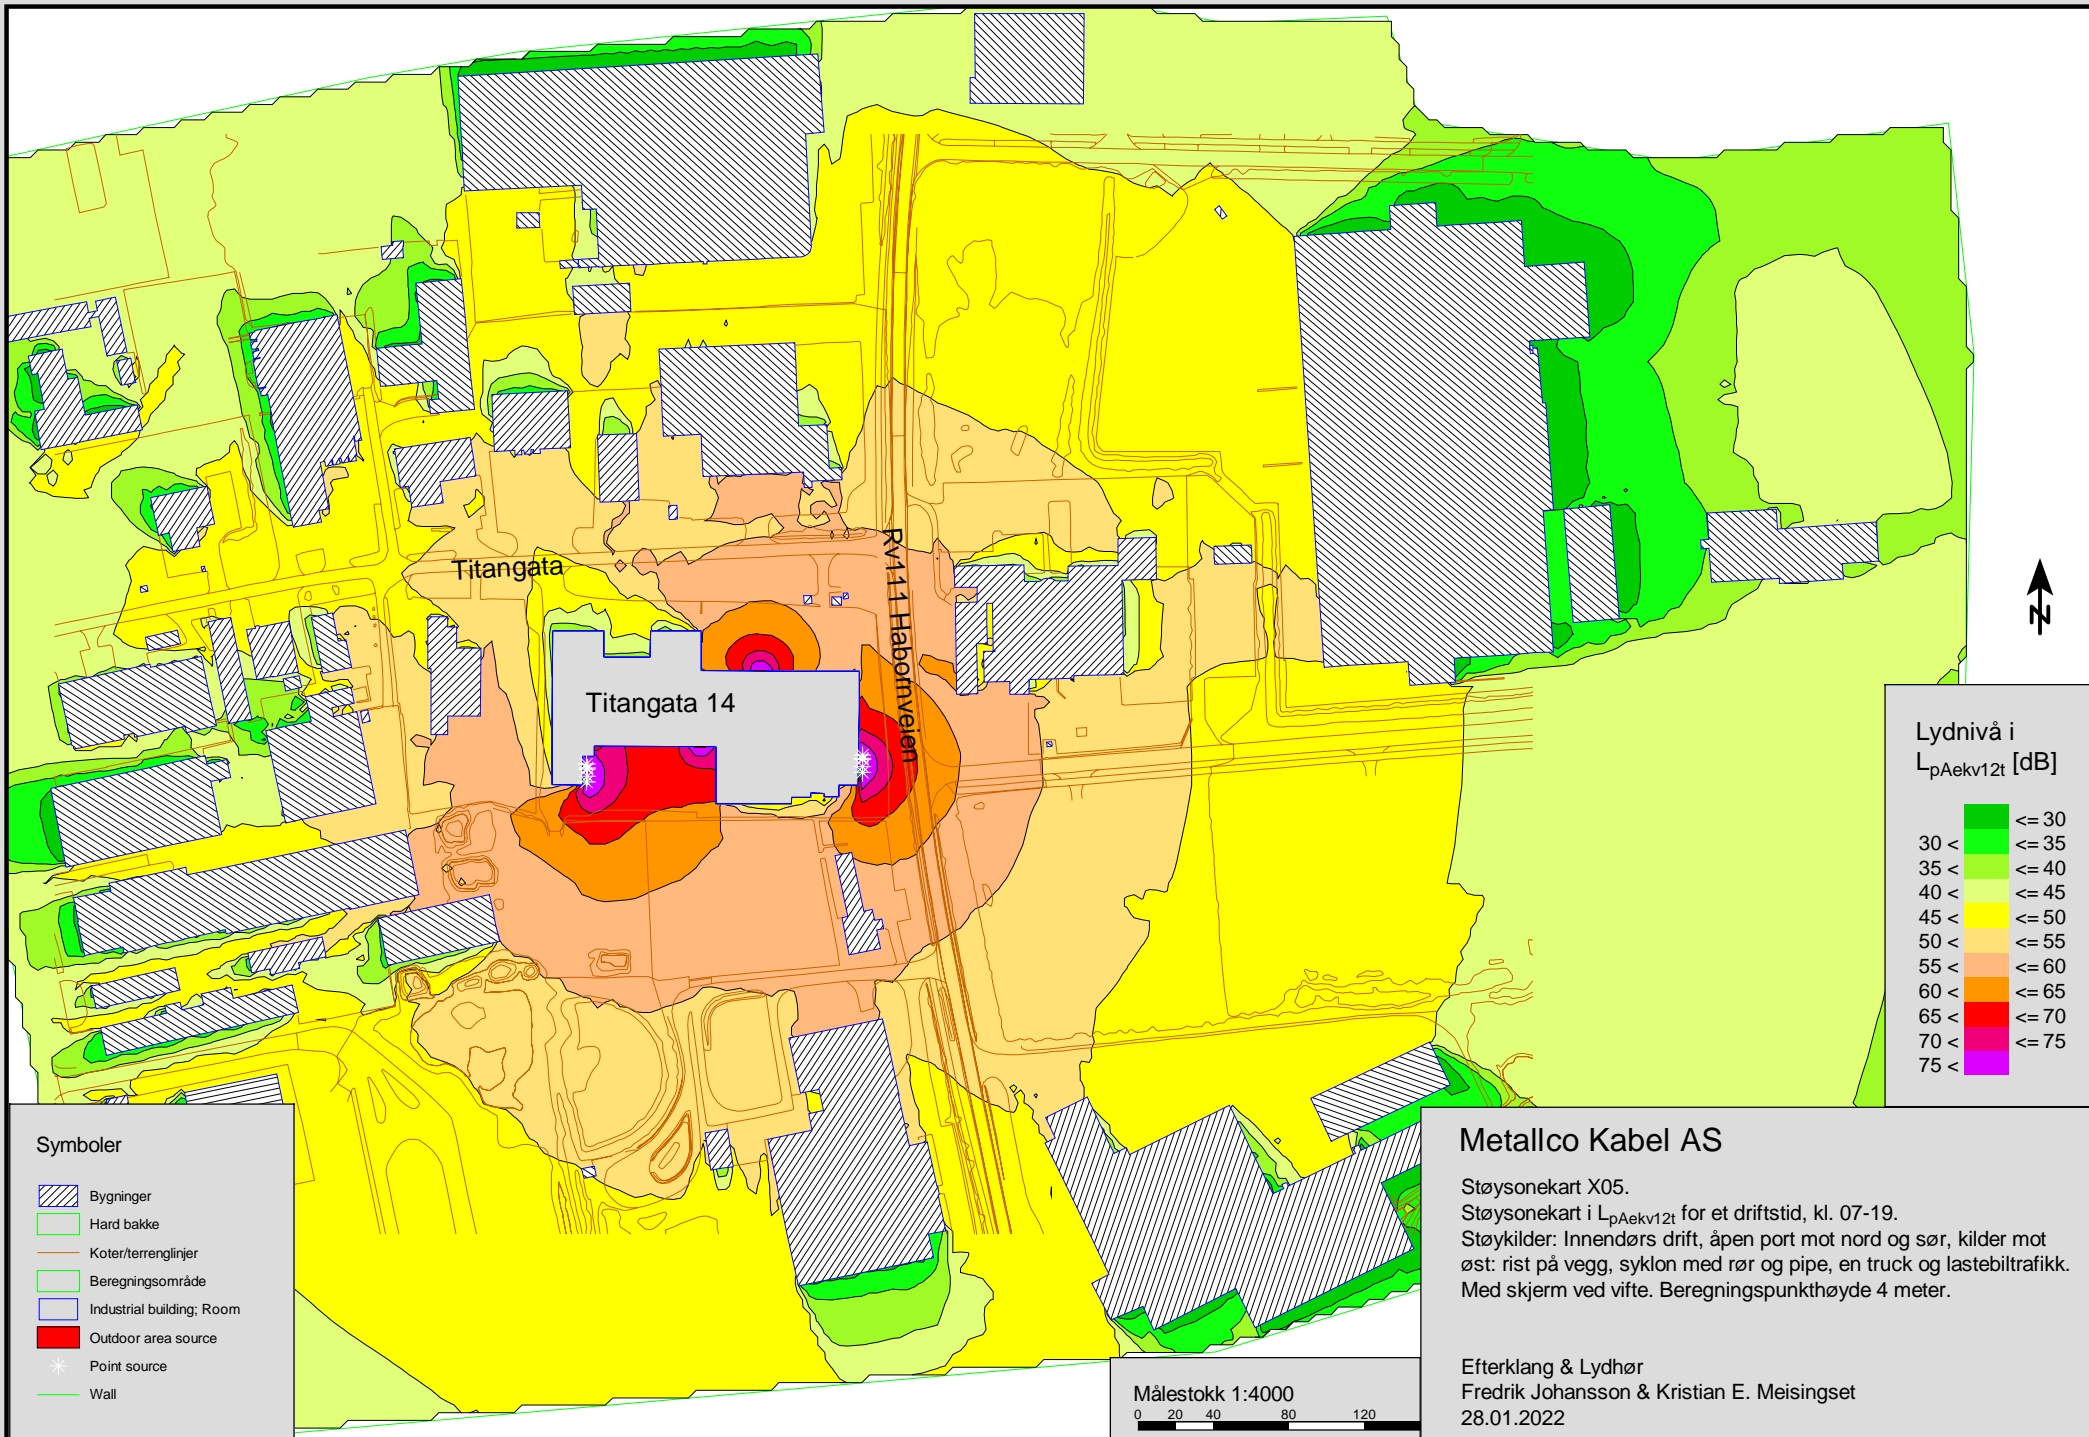 Titangata
Rv111 Habornveien
Titangata 14
Lydnivå i
LpAekv12t [dB]
<= 30
30 < <= 35
35 < <= 40
40 < <= 45
45 < <= 50
50 < <= 55
55 < <= 60
60 < <= 65
65 < <= 70
70 < <= 75
75 <
N
Symboler
Bygninger
Hard bakke
Koter/terrenglinjer
Beregningsområde
Industrial building; Room
Outdoor area source
Point source
Wall
Målestokk 1:4000
0 20 40 80 120
Metallco Kabel AS
Støysonekart X05.
Støysonekart i LpAekv12t for et driftstid, kl. 07-19.
Støykilder: Innendørs drift, åpen port mot nord og sør, kilder mot
øst: rist på vegg, syklon med rør og pipe, en truck og lastebiltrafikk.
Med skjerm ved vifte. Beregningspunkthøyde 4 meter.
Efterklang & Lydhør
Fredrik Johansson & Kristian E. Meisingset
28.01.2022